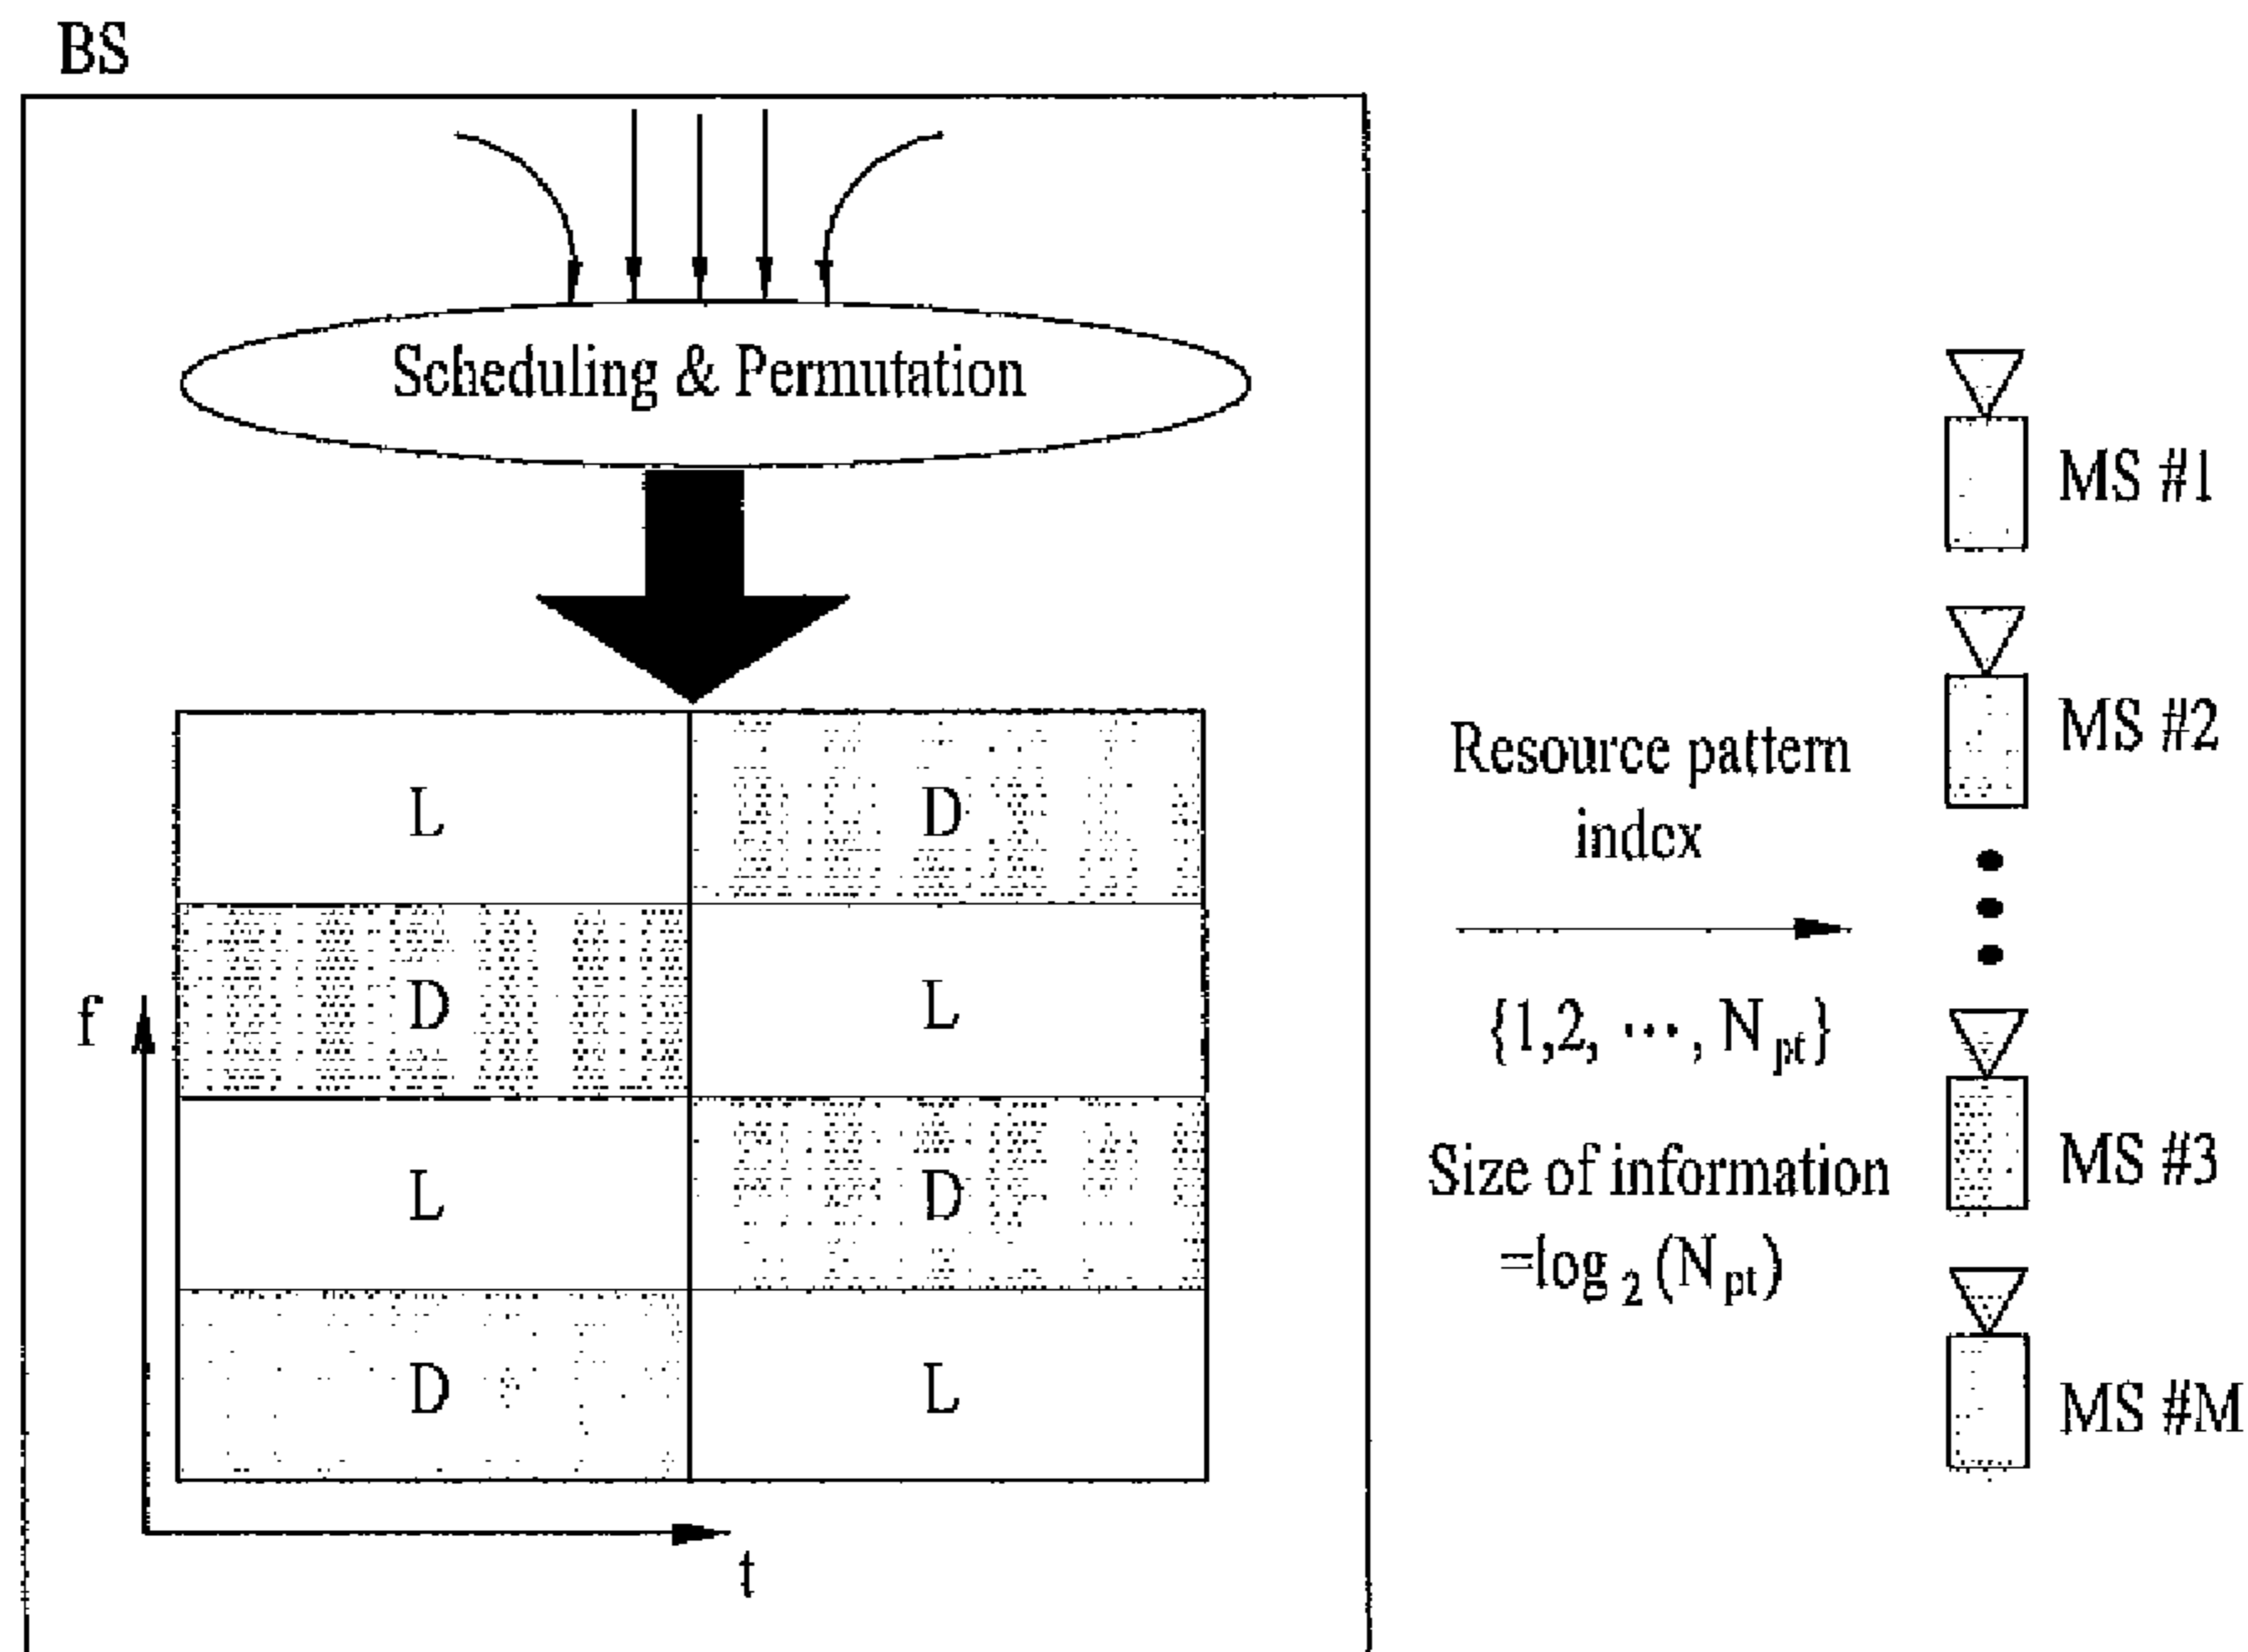 BS
Scheduling & Permutation
L D
D L
L D
D L
f
t
Resource pattern
index
{1,2, ⋯, N_pt}
Size of information
=log_2(N_pt)
MS #1
MS #2
MS #3
MS #M